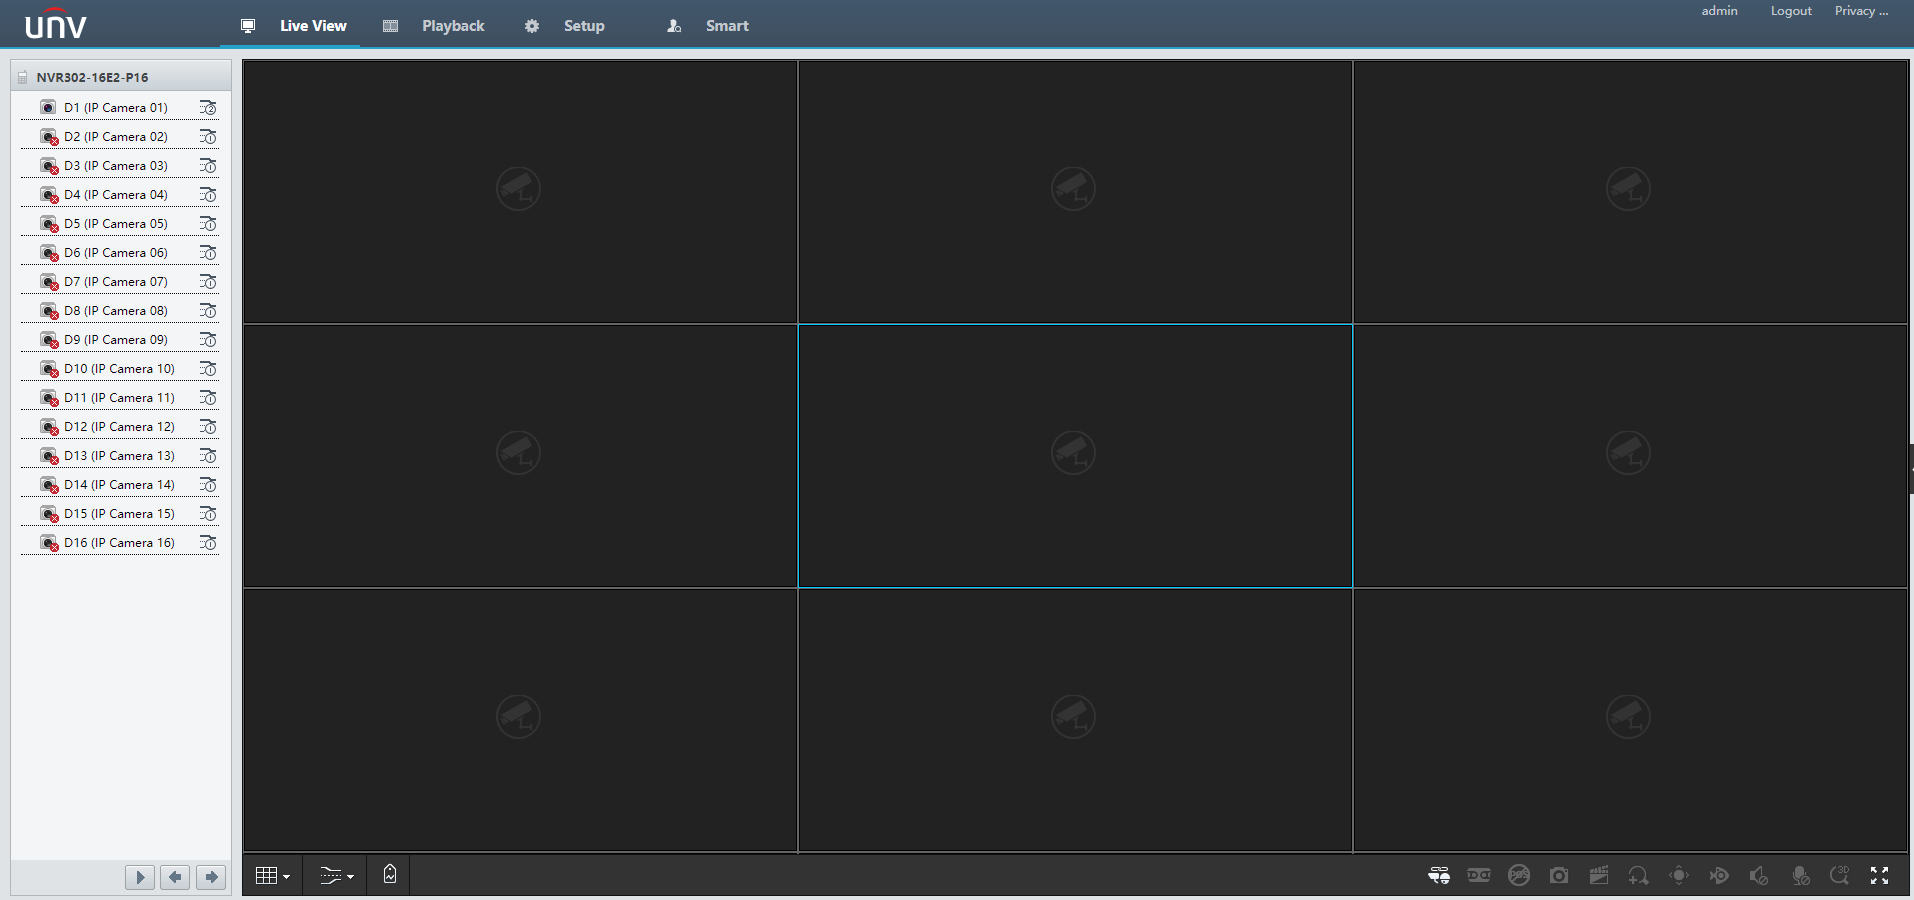 unv
Live View
Playback
Setup
Smart
admin
Logout
Privacy ...
NVR302-16E2-P16
D1 (IP Camera 01)
D2 (IP Camera 02)
D3 (IP Camera 03)
D4 (IP Camera 04)
D5 (IP Camera 05)
D6 (IP Camera 06)
D7 (IP Camera 07)
D8 (IP Camera 08)
D9 (IP Camera 09)
D10 (IP Camera 10)
D11 (IP Camera 11)
D12 (IP Camera 12)
D13 (IP Camera 13)
D14 (IP Camera 14)
D15 (IP Camera 15)
D16 (IP Camera 16)
POS
3D